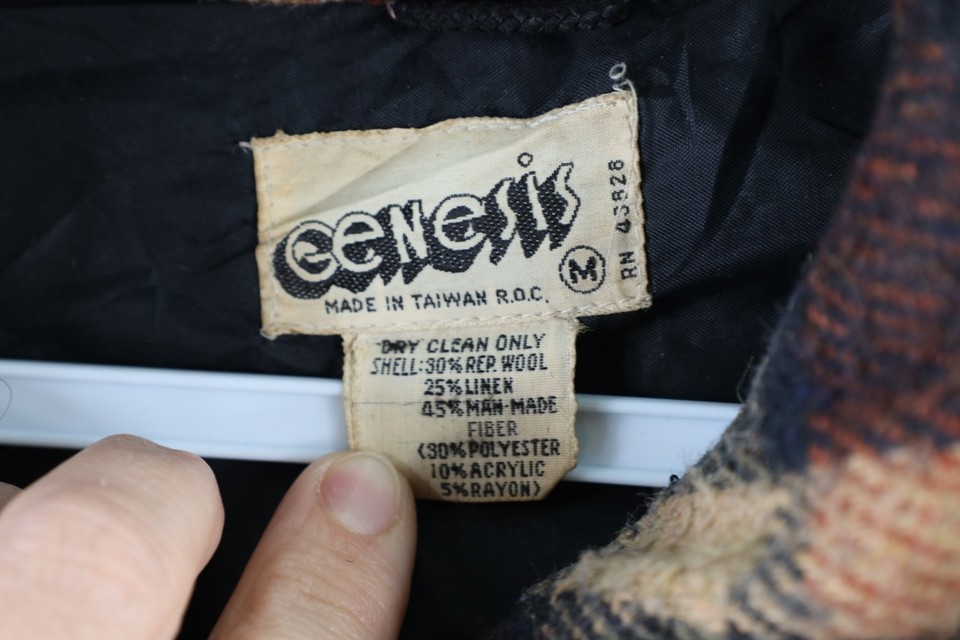 GENESIS
M
MADE IN TAIWAN R.O.C.
RN 43828
DRY CLEAN ONLY
SHELL:30%REP.WOOL
25%LINEN
45%MAN-MADE
FIBER
(30%POLYESTER
10%ACRYLIC
5%RAYON)